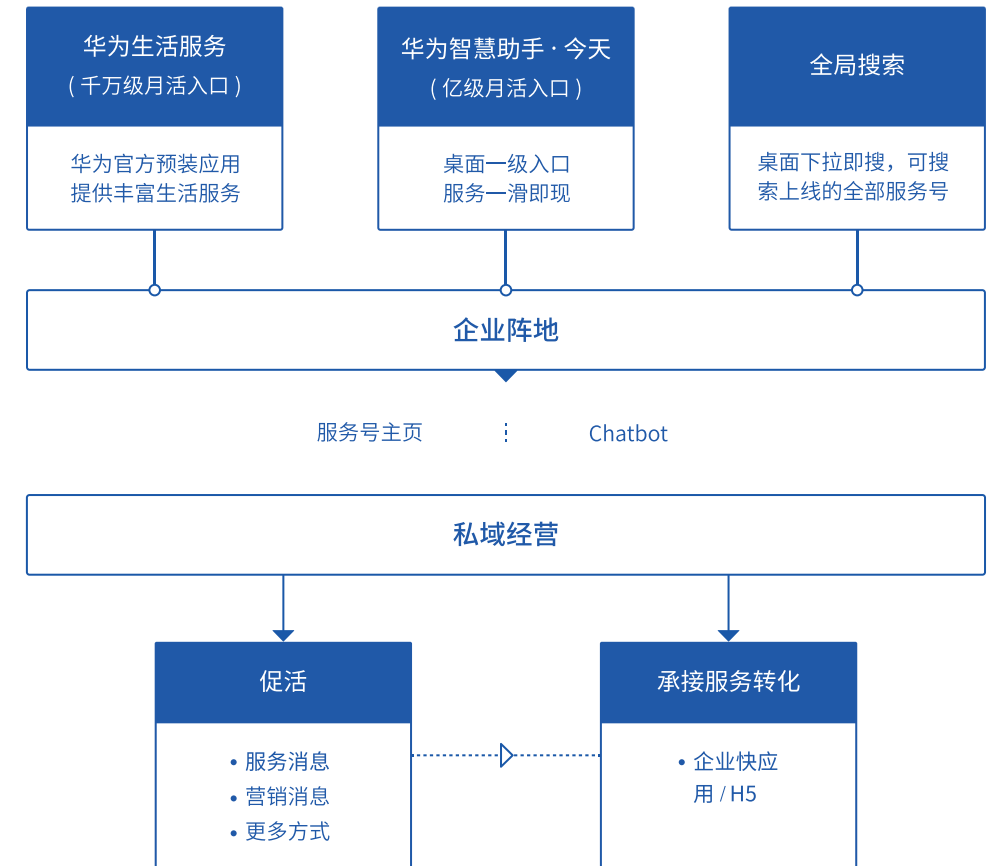 华为生活服务
( 千万级月活入口 )
华为官方预装应用
提供丰富生活服务
华为智慧助手 · 今天
( 亿级月活入口 )
桌面一级入口
服务一滑即现
全局搜索
桌面下拉即搜，可搜
索上线的全部服务号
企业阵地
服务号主页
Chatbot
私域经营
促活
• 服务消息
• 营销消息
• 更多方式
承接服务转化
• 企业快应
用 / H5